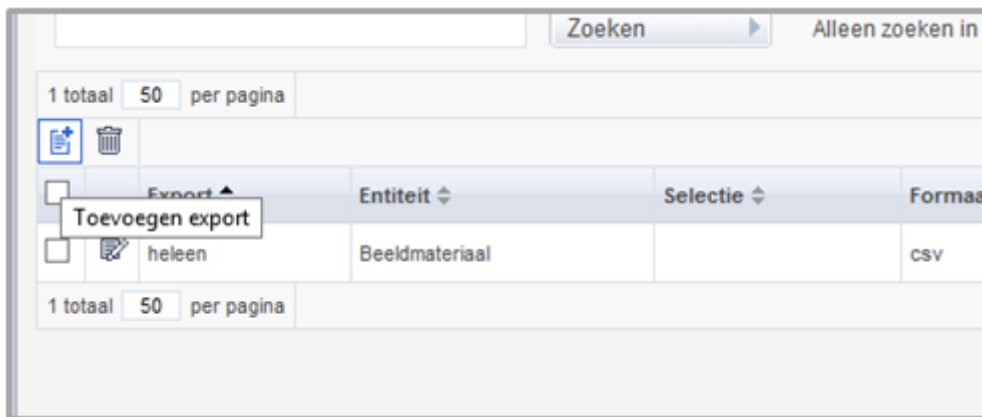 Zoeken Alleen zoeken in
1 totaal 50 per pagina
Export Entiteit Selectie
Toevoegen export
heleen Beeldmateriaal csv
1 totaal 50 per pagina